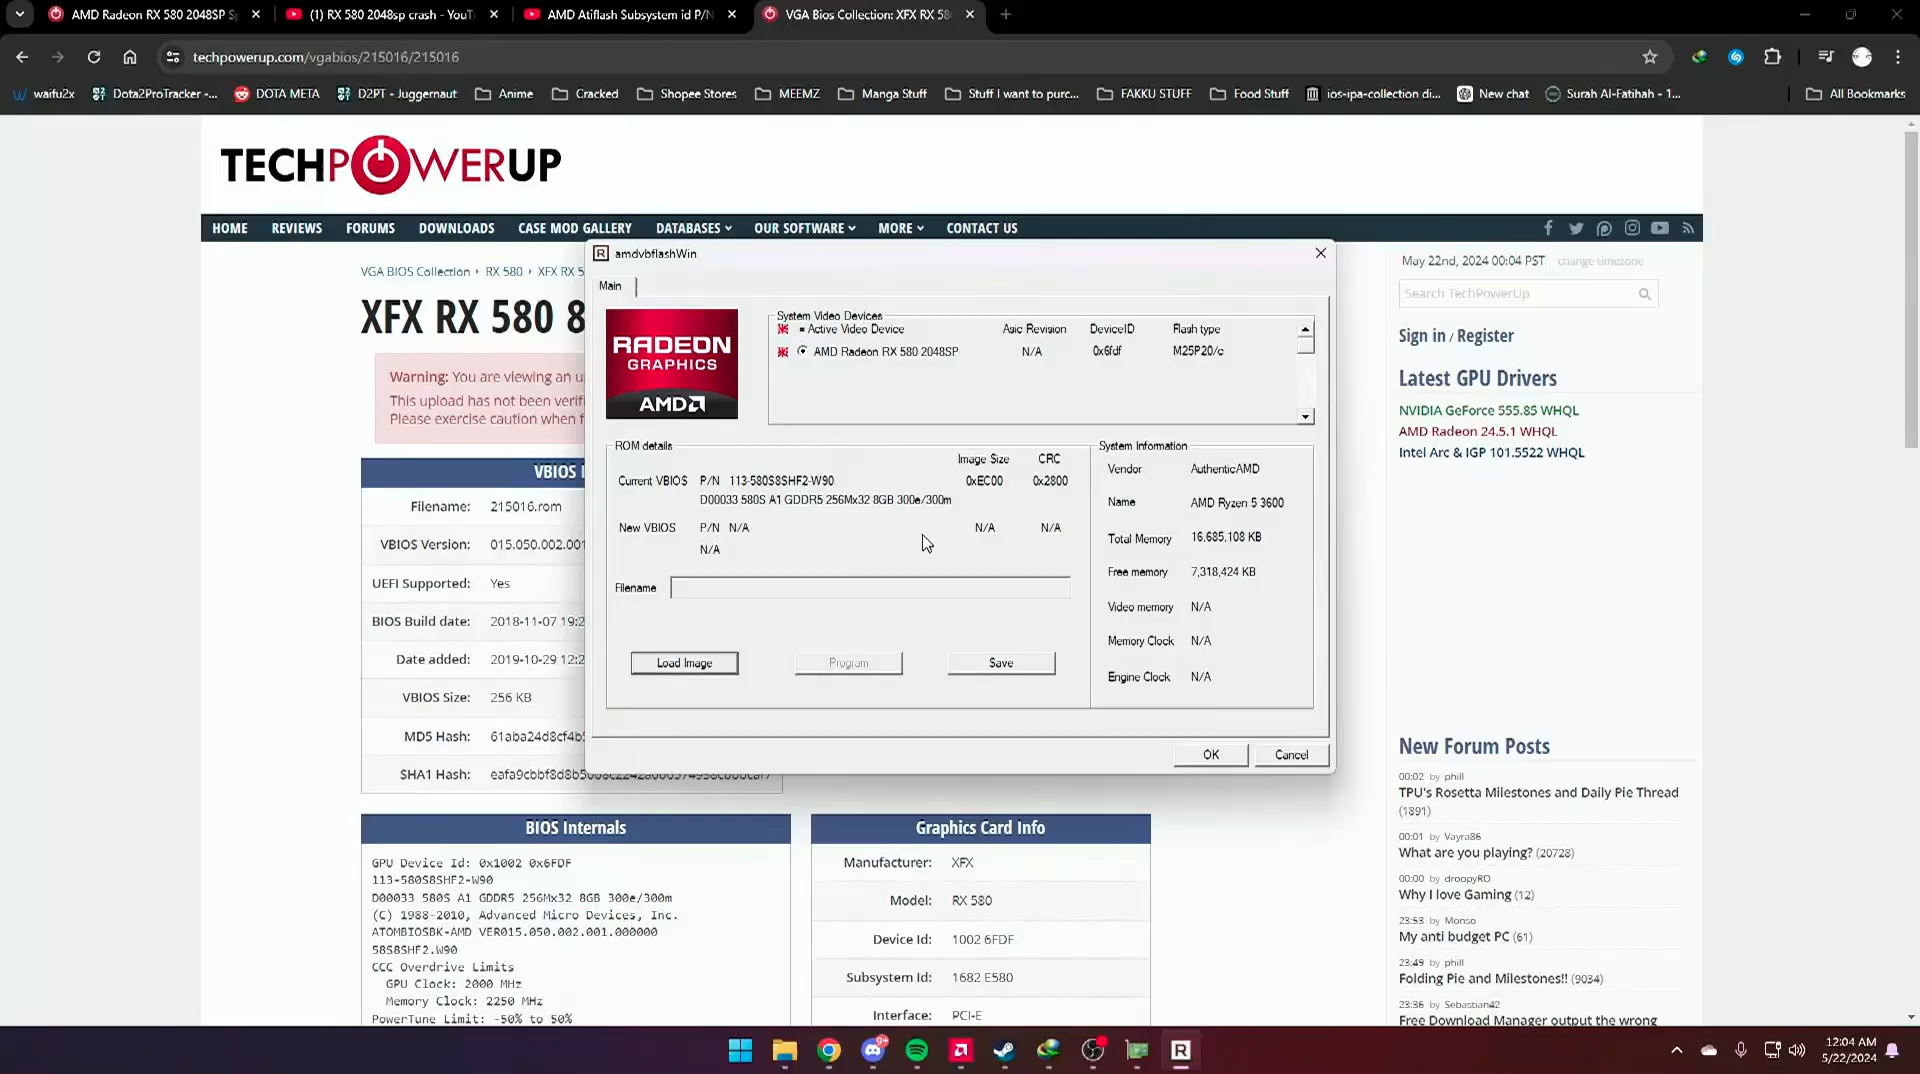 AMD Radeon RX 580 2048SP S
(1) RX 580 2048sp crash - YouT
AMD Atiflash Subsystem id P/N
VGA Bios Collection: XFX RX 58
techpowerup.com/vgabios/215016/215016
waifu2x
Dota2ProTracker -...
DOTA META
D2PT - Juggernaut
Anime
Cracked
Shopee Stores
MEEMZ
Manga Stuff
Stuff I want to purc...
FAKKU STUFF
Food Stuff
ios-ipa-collection di...
New chat
Surah Al-Fatihah - 1...
All Bookmarks
TECHPOWERUP
HOME
REVIEWS
FORUMS
DOWNLOADS
CASE MOD GALLERY
DATABASES
OUR SOFTWARE
MORE
CONTACT US
VGA BIOS Collection
RX 580
XFX RX 5
XFX RX 580 8
Warning: You are viewing an u
This upload has not been verif
Please exercise caution when f
VBIOS I
Filename: 215016.rom
VBIOS Version: 015.050.002.001
UEFI Supported: Yes
BIOS Build date: 2018-11-07 19:2
Date added: 2019-10-29 12:2
VBIOS Size: 256 KB
MD5 Hash: 61aba24d8cf4b
SHA1 Hash:
BIOS Internals
GPU Device Id: 0x1002 0x6FDF
113-580S8SHF2-W90
D00033 580S A1 GDDR5 256Mx32 8GB 300e/300m
(C) 1988-2010, Advanced Micro Devices, Inc.
ATOMBIOSBK-AMD VER015.050.002.001.000000
58S8SHF2.W90
CCC Overdrive Limits
GPU Clock: 2000 MHz
Memory Clock: 2250 MHz
PowerTune Limit: -50% to 50%
Graphics Card Info
Manufacturer: XFX
Model: RX 580
Device Id: 1002 6FDF
Subsystem Id: 1682 E580
Interface: PCI-E
amdvbflashWin
Main
RADEON
GRAPHICS
AMD
System Video Devices
= Active Video Device
Asic Revision
DeviceID
Flash type
AMD Radeon RX 580 2048SP
N/A
0x6fdf
M25P20/c
ROM details
Image Size
CRC
Current VBIOS P/N 113-580S8SHF2-W90 0xEC00 0x2800
D00033 580S A1 GDDR5 256Mx32 8GB 300e/300m
New VBIOS P/N N/A N/A N/A
N/A
Filename
Load Image
Program
Save
System Information
Vendor AuthenticAMD
Name AMD Ryzen 5 3600
Total Memory 16,685,108 KB
Free memory 7,318,424 KB
Video memory N/A
Memory Clock N/A
Engine Clock N/A
OK
Cancel
May 22nd, 2024 00:04 PST change timezone
Search TechPowerUp
Sign in / Register
Latest GPU Drivers
NVIDIA GeForce 555.85 WHQL
AMD Radeon 24.5.1 WHQL
Intel Arc & IGP 101.5522 WHQL
New Forum Posts
00:02 by phill
TPU's Rosetta Milestones and Daily Pie Thread
(1891)
00:01 by Vayra86
What are you playing? (20728)
00:00 by droopyRO
Why I love Gaming (12)
23:53 by Monso
My anti budget PC (61)
23:49 by phill
Folding Pie and Milestones!! (9034)
23:36 by Sebastian42
Free Download Manager output the wrong
9+
12:04 AM
5/22/2024